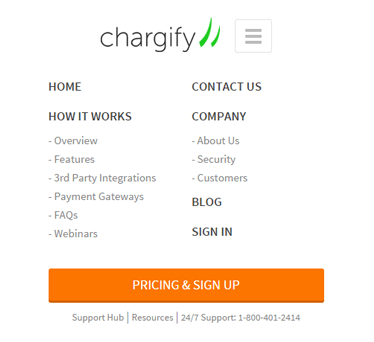 chargify
HOME
HOW IT WORKS
- Overview
- Features
- 3rd Party Integrations
- Payment Gateways
- FAQs
- Webinars
CONTACT US
COMPANY
- About Us
- Security
- Customers
BLOG
SIGN IN
PRICING & SIGN UP
Support Hub | Resources | 24/7 Support: 1-800-401-2414